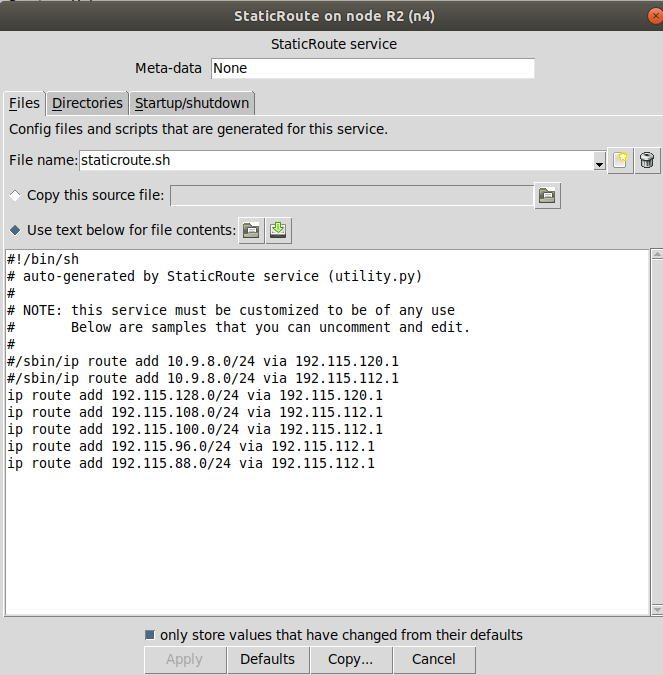 StaticRoute on node R2 (n4)
StaticRoute service
Meta-data None
Files Directories Startup/shutdown
Config files and scripts that are generated for this service.
File name: staticroute.sh
Copy this source file:
Use text below for file contents:
#!/bin/sh
# auto-generated by StaticRoute service (utility.py)
#
# NOTE: this service must be customized to be of any use
#       Below are samples that you can uncomment and edit.
#
#/sbin/ip route add 10.9.8.0/24 via 192.115.120.1
#/sbin/ip route add 10.9.8.0/24 via 192.115.112.1
ip route add 192.115.128.0/24 via 192.115.120.1
ip route add 192.115.108.0/24 via 192.115.112.1
ip route add 192.115.100.0/24 via 192.115.112.1
ip route add 192.115.96.0/24 via 192.115.112.1
ip route add 192.115.88.0/24 via 192.115.112.1
only store values that have changed from their defaults
Apply Defaults Copy... Cancel